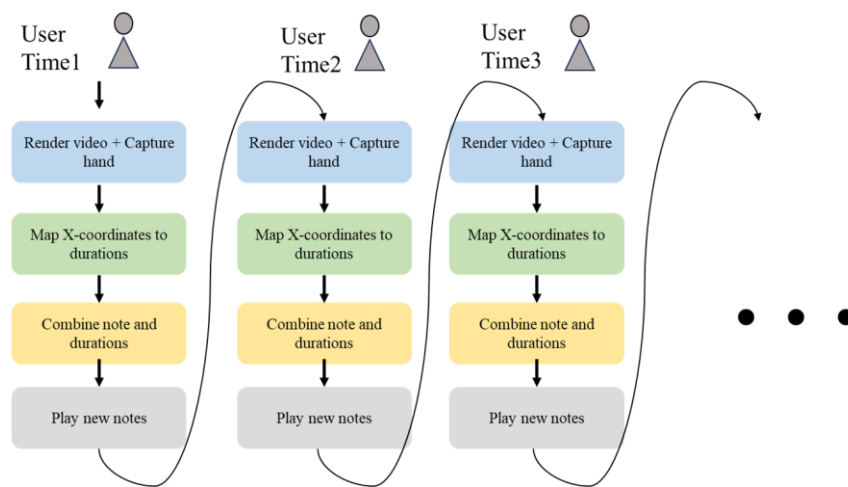 User
Time1
Render video + Capture
hand
Map X-coordinates to
durations
Combine note and
durations
Play new notes
User
Time2
Render video + Capture
hand
Map X-coordinates to
durations
Combine note and
durations
Play new notes
User
Time3
Render video + Capture
hand
Map X-coordinates to
durations
Combine note and
durations
Play new notes